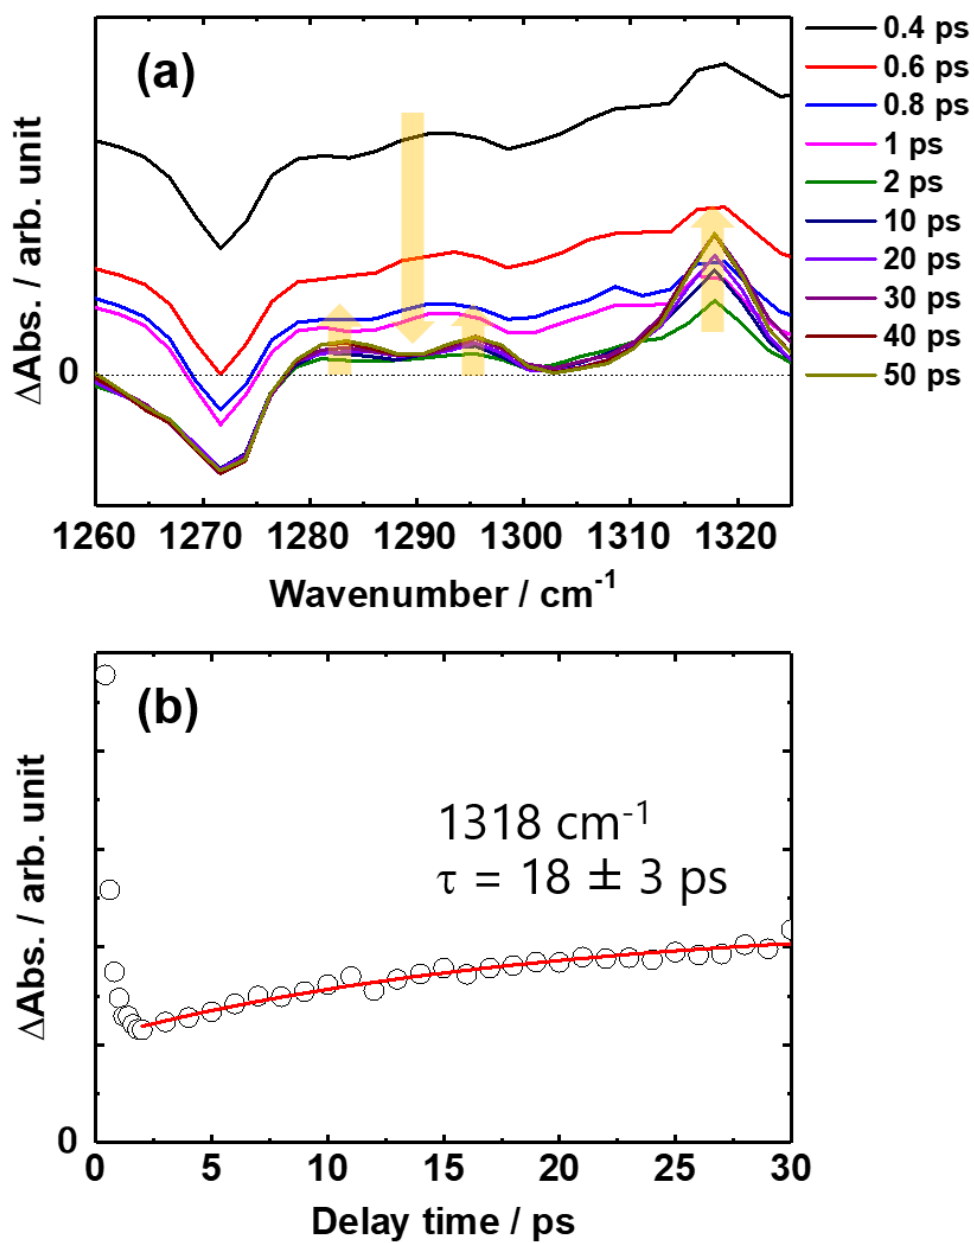 (a)
ΔAbs. / arb. unit
0
1260 1270 1280 1290 1300 1310 1320
Wavenumber / cm⁻¹
0.4 ps
0.6 ps
0.8 ps
1 ps
2 ps
10 ps
20 ps
30 ps
40 ps
50 ps
(b)
1318 cm⁻¹
τ = 18 ± 3 ps
ΔAbs. / arb. unit
0
0 5 10 15 20 25 30
Delay time / ps